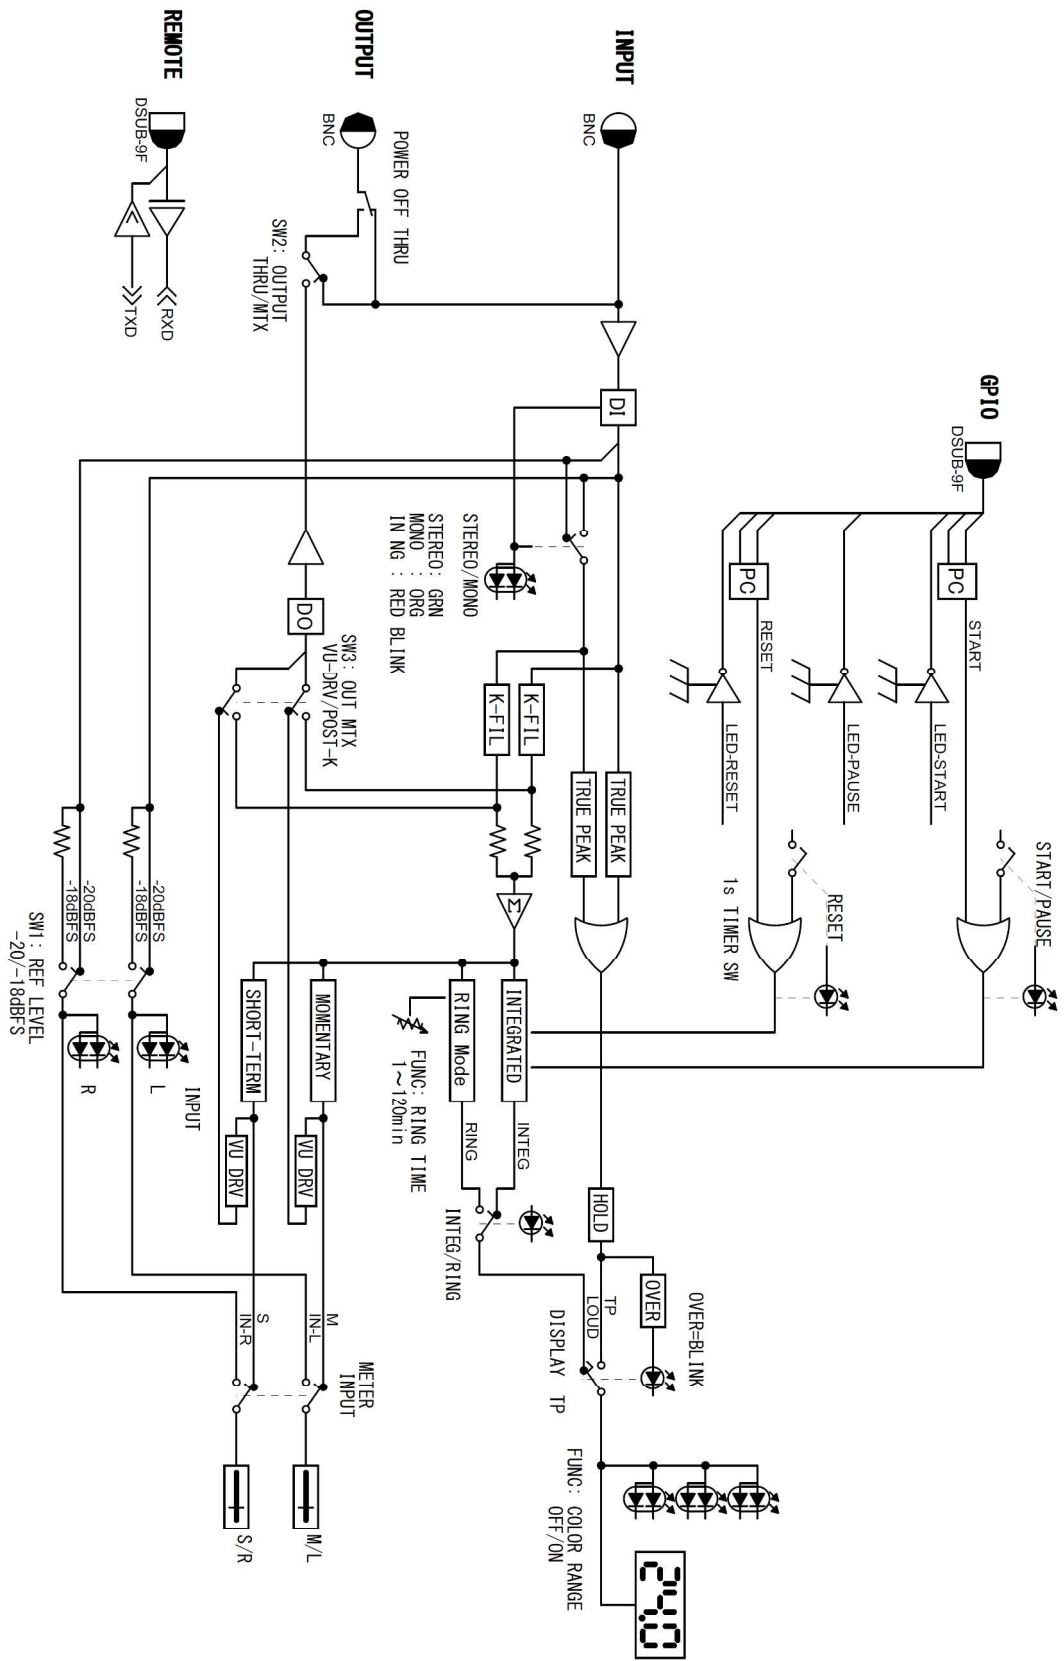 GPIO
DSUB-9F
PC
START
LED-START
START/PAUSE
LED-PAUSE
PC
RESET
LED-RESET
RESET
1s TIMER SW
INPUT
BNC
DI
TRUE PEAK
TRUE PEAK
HOLD
OVER
OVER=BLINK
TP
LOUD
DISPLAY TP
FUNC: COLOR RANGE
OFF/ON
STEREO/MONO
STEREO: GRN
MONO : ORG
IN NG : RED BLINK
K-FIL
K-FIL
Σ
INTEGRATED
INTEG
RING Mode
RING
INTEG/RING
FUNC: RING TIME
1~120min
OUTPUT
BNC
POWER OFF THRU
SW2: OUTPUT
THRU/MTX
DO
SW3: OUT MTX
VU-DRV/POST-K
MOMENTARY
VU DRV
SHORT-TERM
VU DRV
M
IN-L
S
IN-R
METER
INPUT
M/L
S/R
REMOTE
DSUB-9F
RXD
TXD
-20dBFS
-18dBFS
-20dBFS
-18dBFS
SW1: REF LEVEL
-20/-18dBFS
INPUT
L
R